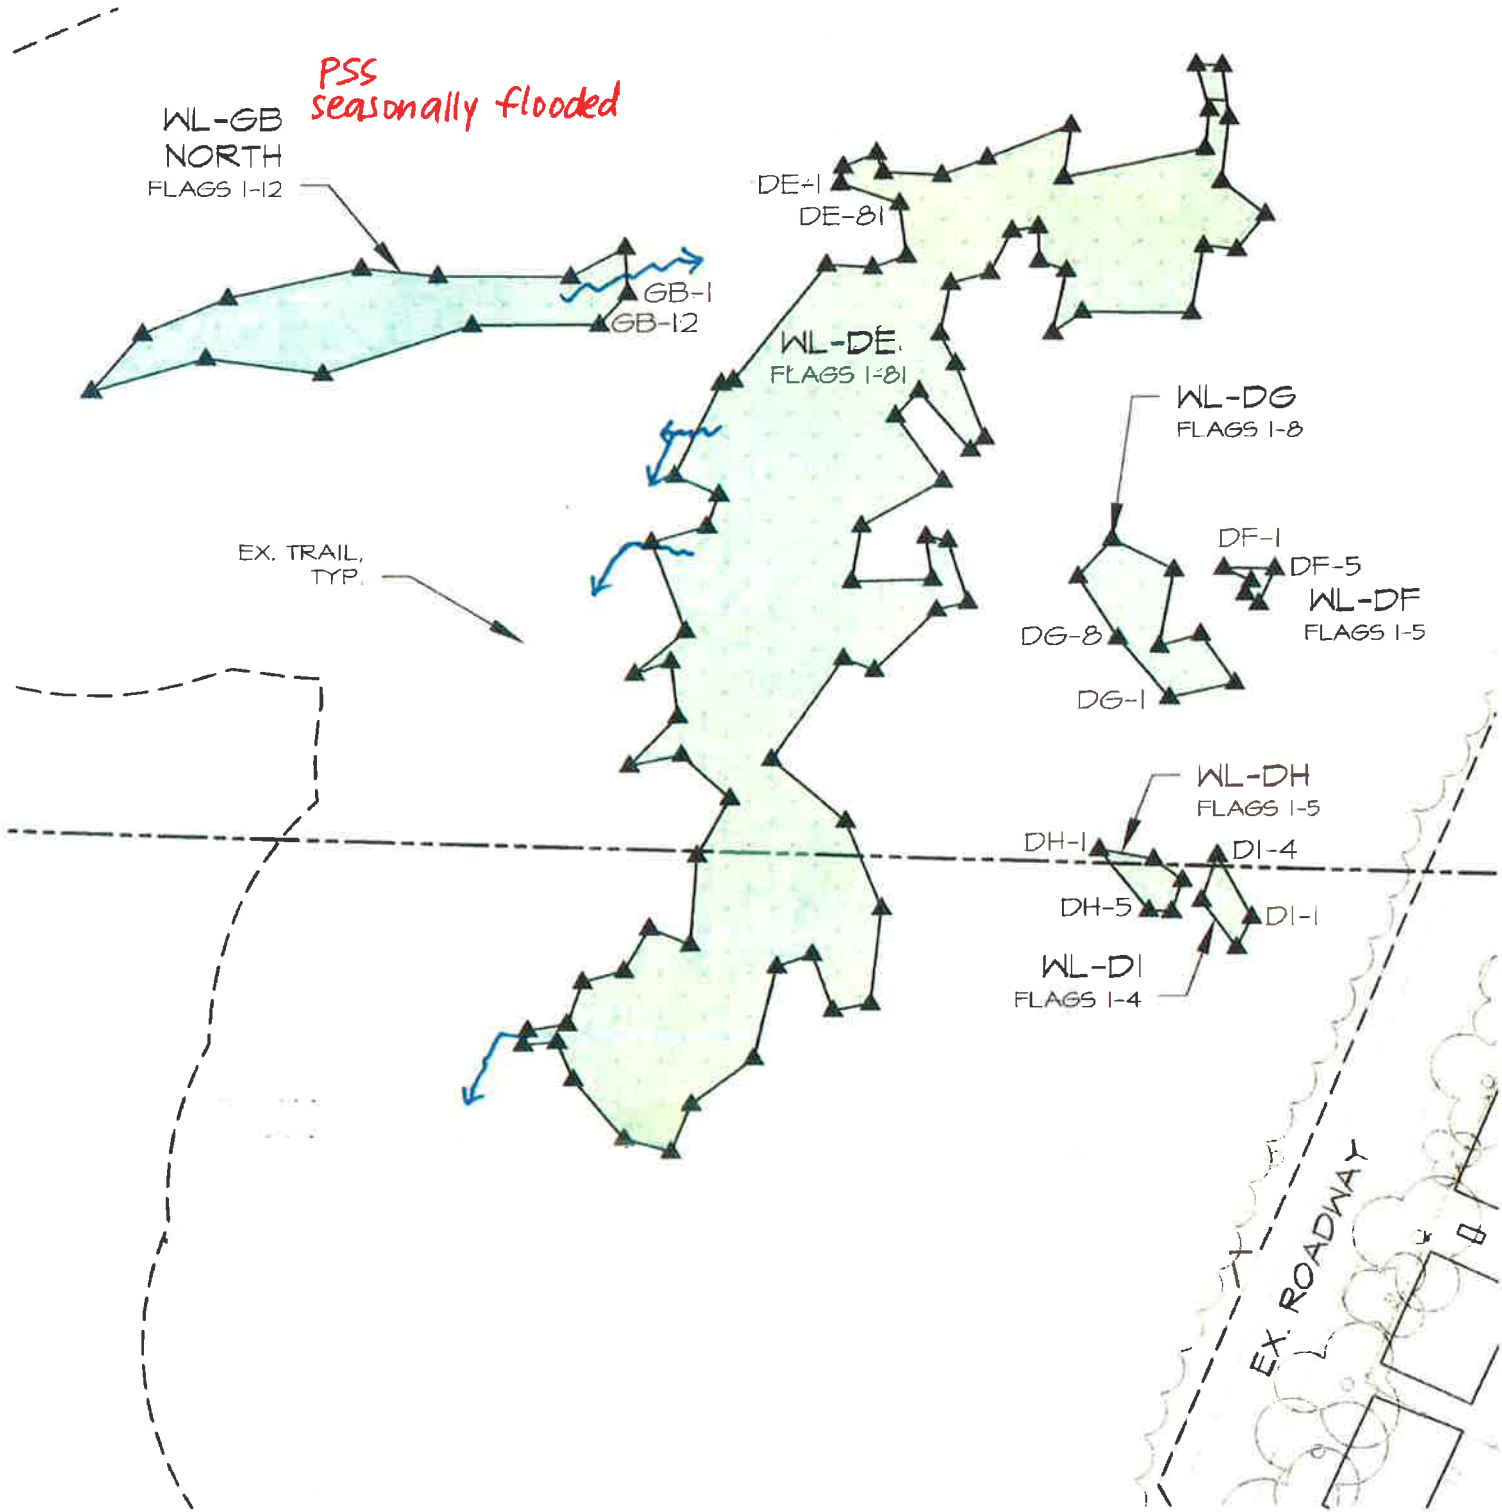 PSS
seasonally flooded
WL-GB
NORTH
FLAGS 1-12
GB-1
GB-12
DE-1
DE-81
WL-DE
FLAGS 1-81
WL-DG
FLAGS 1-8
DF-1
DF-5
WL-DF
FLAGS 1-5
DG-8
DG-1
EX. TRAIL,
TYP.
WL-DH
FLAGS 1-5
DH-1
DH-5
DI-4
DI-1
WL-DI
FLAGS 1-4
EX. ROADWAY